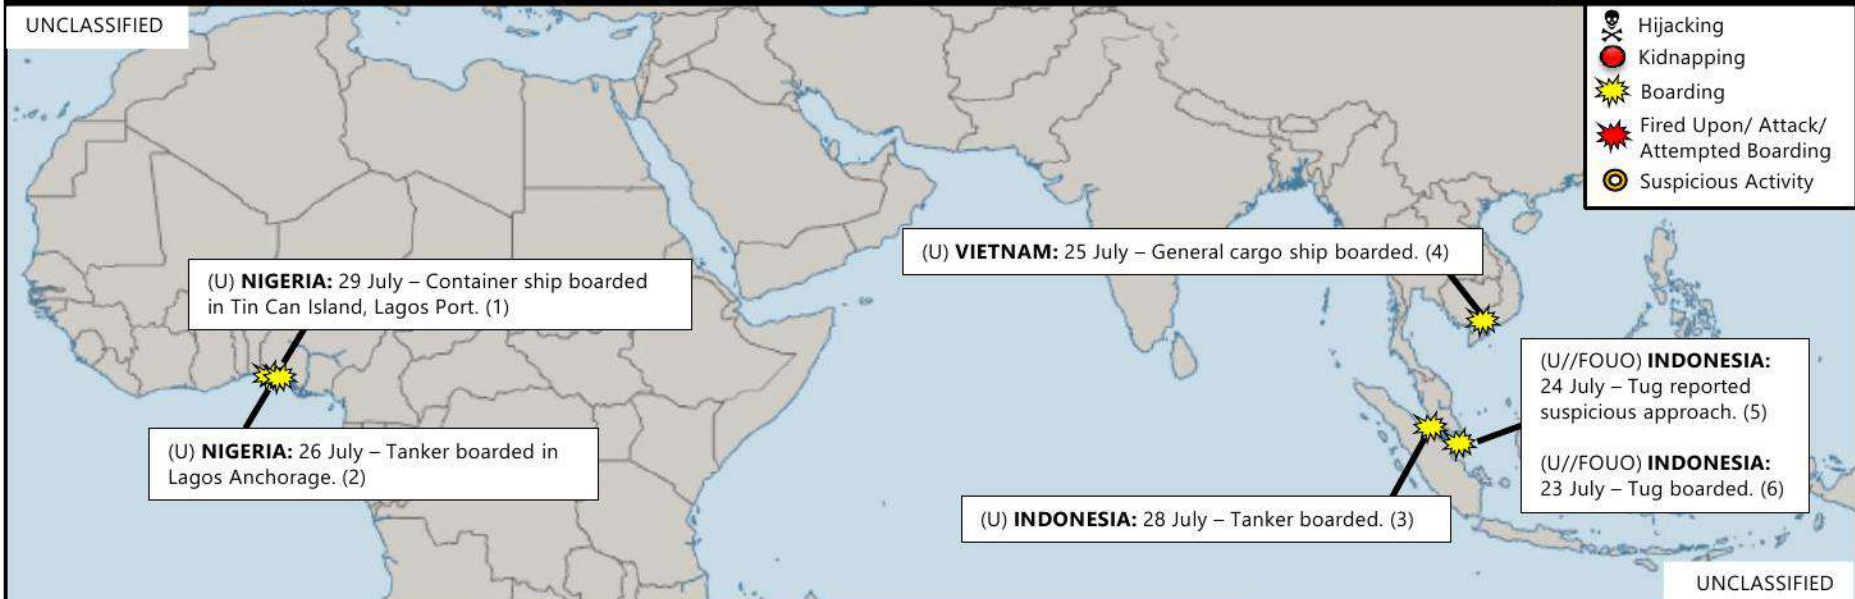 UNCLASSIFIED
Hijacking
Kidnapping
Boarding
Fired Upon/ Attack/
Attempted Boarding
Suspicious Activity
(U) VIETNAM: 25 July – General cargo ship boarded. (4)
(U) NIGERIA: 29 July – Container ship boarded
in Tin Can Island, Lagos Port. (1)
(U//FOUO) INDONESIA:
24 July – Tug reported
suspicious approach. (5)
(U//FOUO) INDONESIA:
23 July – Tug boarded. (6)
(U) NIGERIA: 26 July – Tanker boarded in
Lagos Anchorage. (2)
(U) INDONESIA: 28 July – Tanker boarded. (3)
UNCLASSIFIED